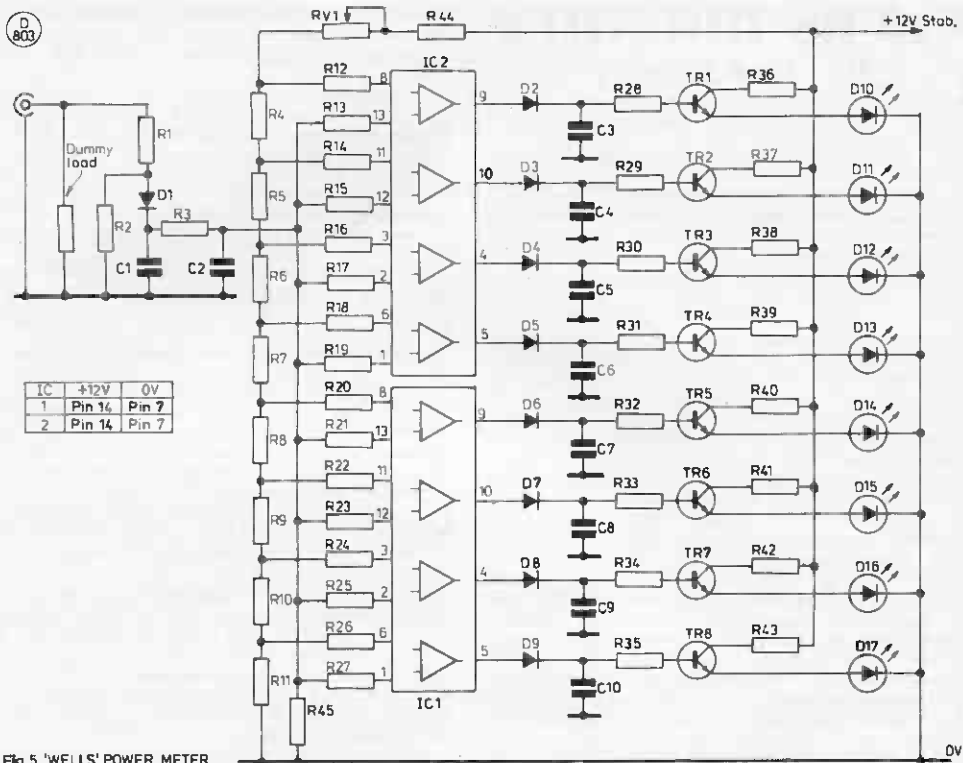 D
803
RV1
R44
+12V Stab.
IC2
R12
8
9
D2
R28
TR1
R36
D10
R1
R4
R13
13
C3
Dummy
load
R14
11
10
D3
R29
TR2
R37
D11
R5
D1
R15
12
C4
R2
R3
R16
3
4
D4
R30
TR3
R38
D12
C1
C2
R6
R17
2
C5
R18
6
5
D5
R31
TR4
R39
D13
R7
R19
1
C6
IC +12V 0V
1 Pin 14 Pin 7
2 Pin 14 Pin 7
R20
8
9
D6
R32
TR5
R40
D14
R8
R21
13
C7
R22
11
10
D7
R33
TR6
R41
D15
R9
R23
12
C8
R24
3
4
D8
R34
TR7
R42
D16
R10
R25
2
C9
R26
6
5
D9
R35
TR8
R43
D17
R11
R27
1
C10
R45
IC1
0V
Fig. 5 'WELLS' POWER METER